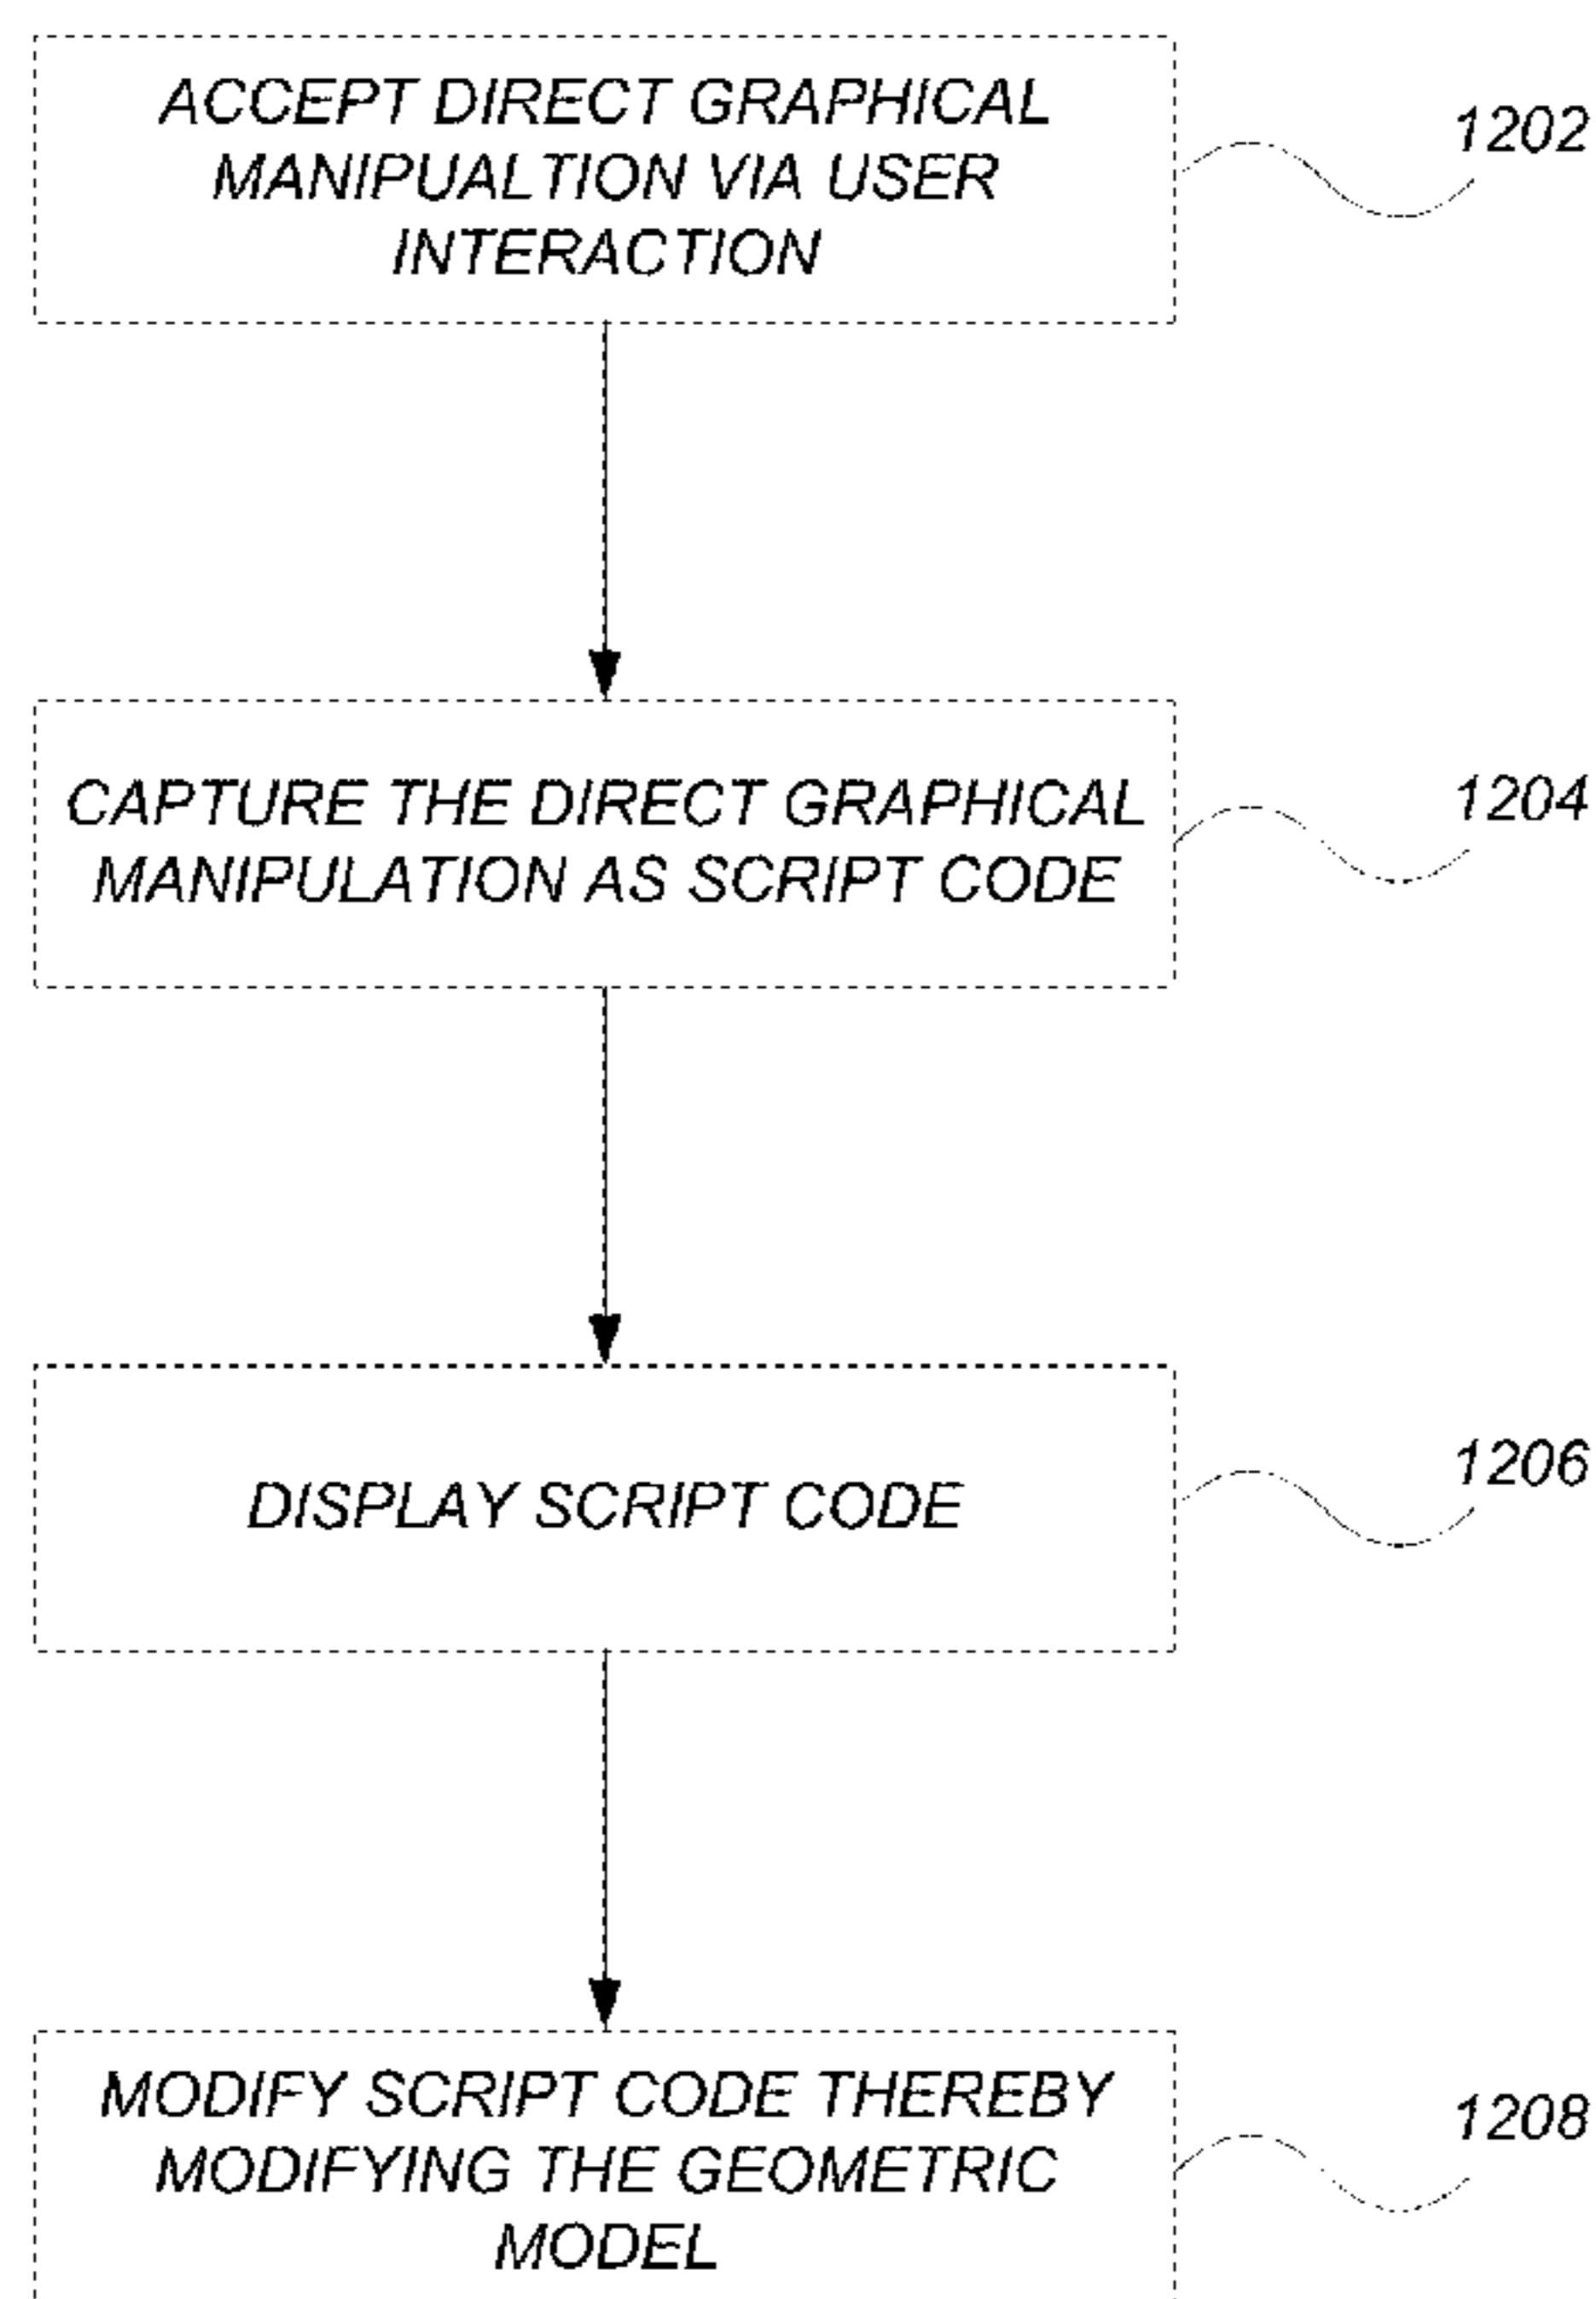 ACCEPT DIRECT GRAPHICAL
MANIPUALTION VIA USER
INTERACTION
1202
CAPTURE THE DIRECT GRAPHICAL
MANIPULATION AS SCRIPT CODE
1204
DISPLAY SCRIPT CODE
1206
MODIFY SCRIPT CODE THEREBY
MODIFYING THE GEOMETRIC
MODEL
1208